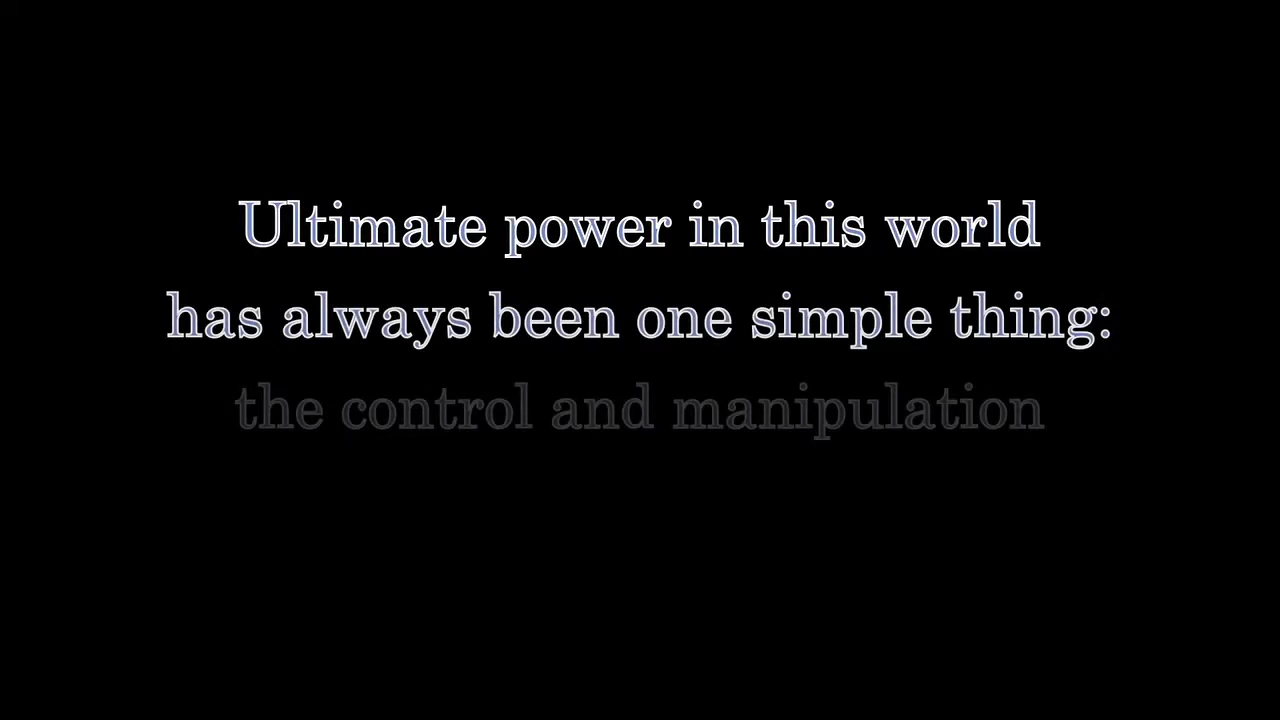 Ultimate power in this world
has always been one simple thing:
the control and manipulation